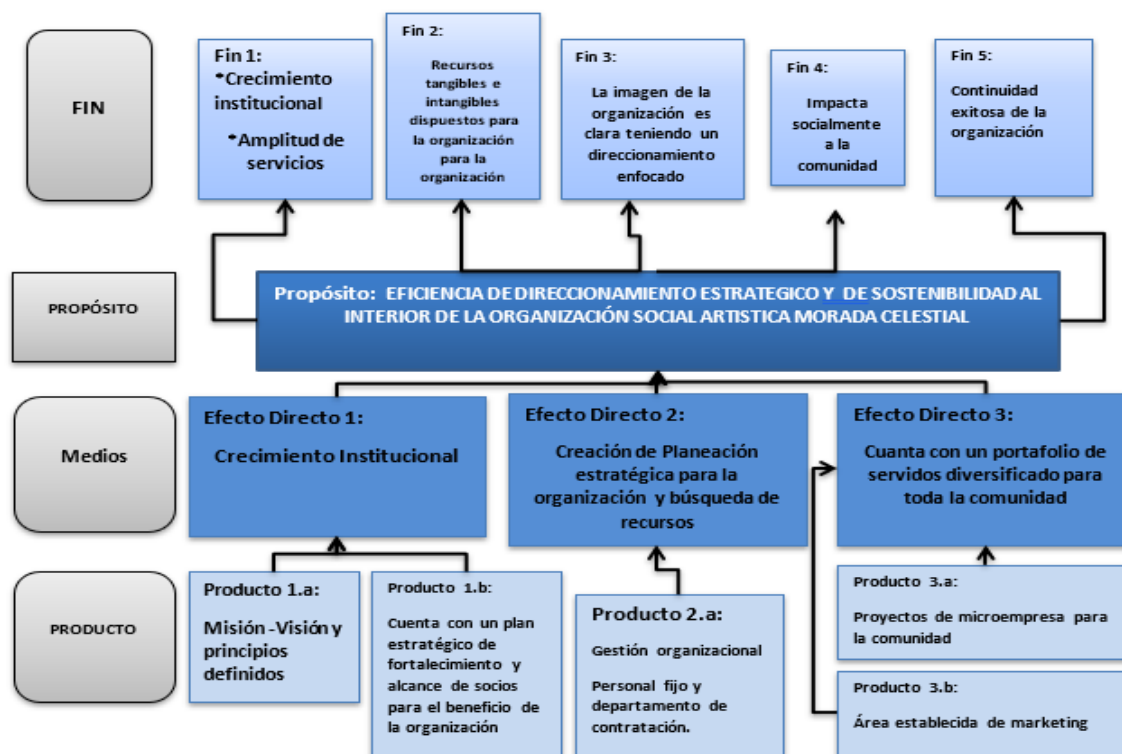 FIN
Fin 1:
*Crecimiento
institucional
*Amplitud de
servicios
Fin 2:
Recursos
tangibles e
intangibles
dispuestos para
la organización
para la
organización
Fin 3:
La imagen de la
organización es
clara teniendo un
direccionamiento
enfocado
Fin 4:
Impacta
socialmente
a la
comunidad
Fin 5:
Continuidad
exitosa de la
organización
PROPÓSITO
Propósito: EFICIENCIA DE DIRECCIONAMIENTO ESTRATEGICO Y DE SOSTENIBILIDAD AL
INTERIOR DE LA ORGANIZACIÓN SOCIAL ARTISTICA MORADA CELESTIAL
Medios
Efecto Directo 1:
Crecimiento Institucional
Efecto Directo 2:
Creación de Planeación
estratégica para la
organización y búsqueda de
recursos
Efecto Directo 3:
Cuanta con un portafolio de
servidos diversificado para
toda la comunidad
PRODUCTO
Producto 1.a:
Misión -Visión y
principios
definidos
Producto 1.b:
Cuenta con un plan
estratégico de
fortalecimiento y
alcance de socios
para el beneficio de
la organización
Producto 2.a:
Gestión organizacional
Personal fijo y
departamento de
contratación.
Producto 3.a:
Proyectos de microempresa para
la comunidad
Producto 3.b:
Área establecida de marketing